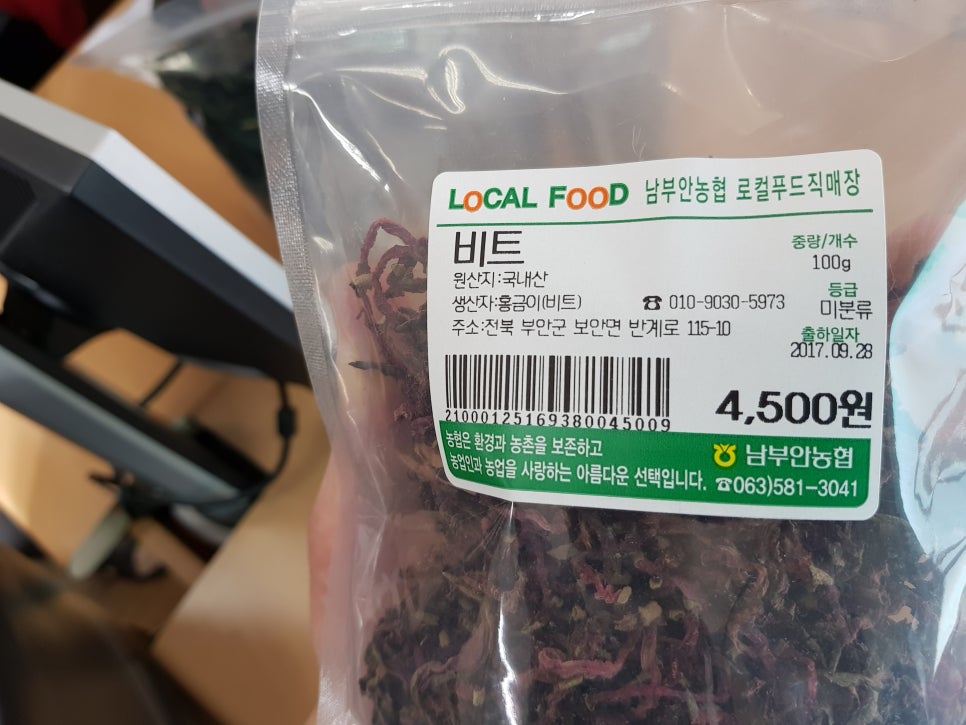 LOCAL FOOD 남부안농협 로컬푸드직매장
비트
중량/개수
100g
원산지:국내산
등급
미분류
생산자:홍금이(비트) ☎ 010-9030-5973
주소:전북 부안군 보안면 반계로 115-10
출하일자
2017.09.28
21000125169380045009
4,500원
농협은 환경과 농촌을 보존하고
농업인과 농업을 사랑하는 아름다운 선택입니다.
남부안농협
☎063)581-3041